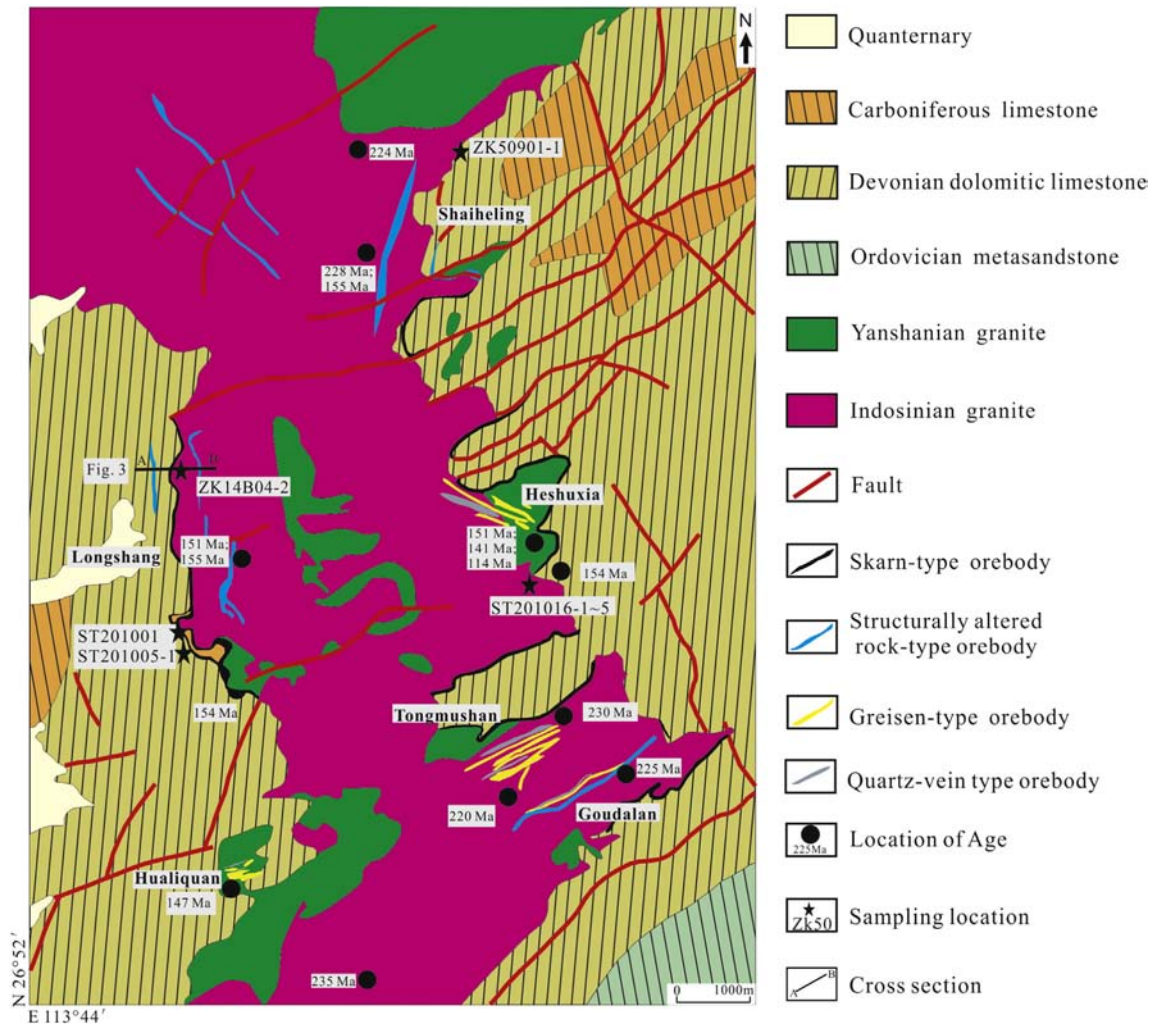 N
224 Ma
ZK50901-1
Shaiheling
228 Ma;
155 Ma
Fig. 3
A
B
ZK14B04-2
Heshuxia
Longshang
151 Ma;
155 Ma
151 Ma;
141 Ma;
114 Ma
154 Ma
ST201016-1~5
ST201001
ST201005-1
154 Ma
Tongmushan
230 Ma
225 Ma
220 Ma
Goudalan
Hualiquan
147 Ma
235 Ma
0 1000m
N 26°52′
E 113°44′
Quanternary
Carboniferous limestone
Devonian dolomitic limestone
Ordovician metasandstone
Yanshanian granite
Indosinian granite
Fault
Skarn-type orebody
Structurally altered
rock-type orebody
Greisen-type orebody
Quartz-vein type orebody
225Ma
Location of Age
Zk50
Sampling location
A
B
Cross section